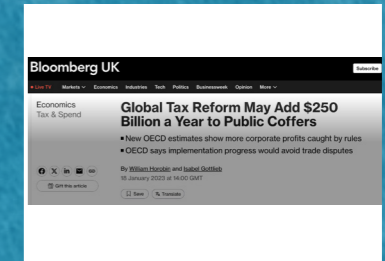 Bloomberg UK
Subscribe
Live TV Markets Economics Industries Tech Politics Businessweek Opinion More
Economics
Tax & Spend
Global Tax Reform May Add $250
Billion a Year to Public Coffers
New OECD estimates show more corporate profits caught by rules
OECD says implementation progress would avoid trade disputes
By William Horobin and Isabel Gottlieb
18 January 2023 at 14:00 GMT
Gift this article
Save Translate